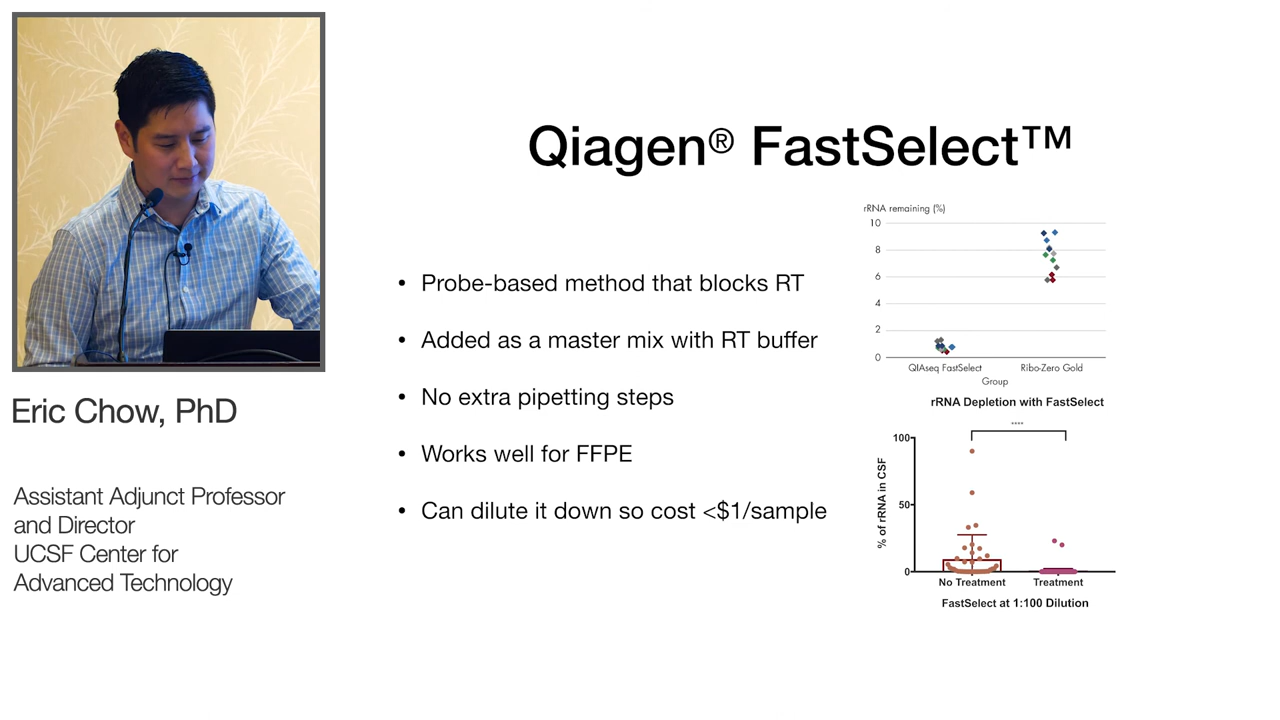 Qiagen® FastSelect™
• Probe-based method that blocks RT
• Added as a master mix with RT buffer
• No extra pipetting steps
• Works well for FFPE
• Can dilute it down so cost <$1/sample
rRNA remaining (%)
10
8
6
4
2
0
QIAseq FastSelect
Ribo-Zero Gold
Group
rRNA Depletion with FastSelect
****
% of rRNA in CSF
100
50
0
No Treatment
Treatment
FastSelect at 1:100 Dilution
Eric Chow, PhD
Assistant Adjunct Professor
and Director
UCSF Center for
Advanced Technology